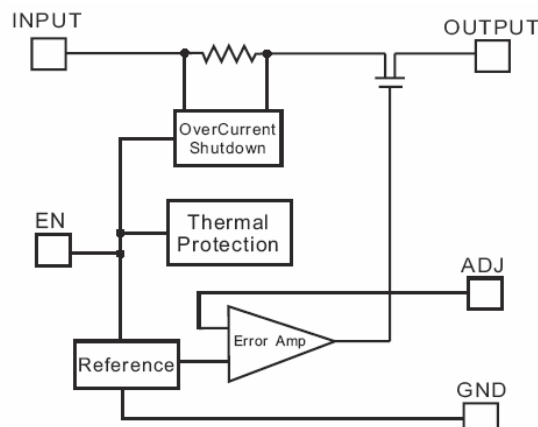 INPUT
OUTPUT
OverCurrent
Shutdown
EN
Thermal
Protection
ADJ
Error Amp
Reference
GND